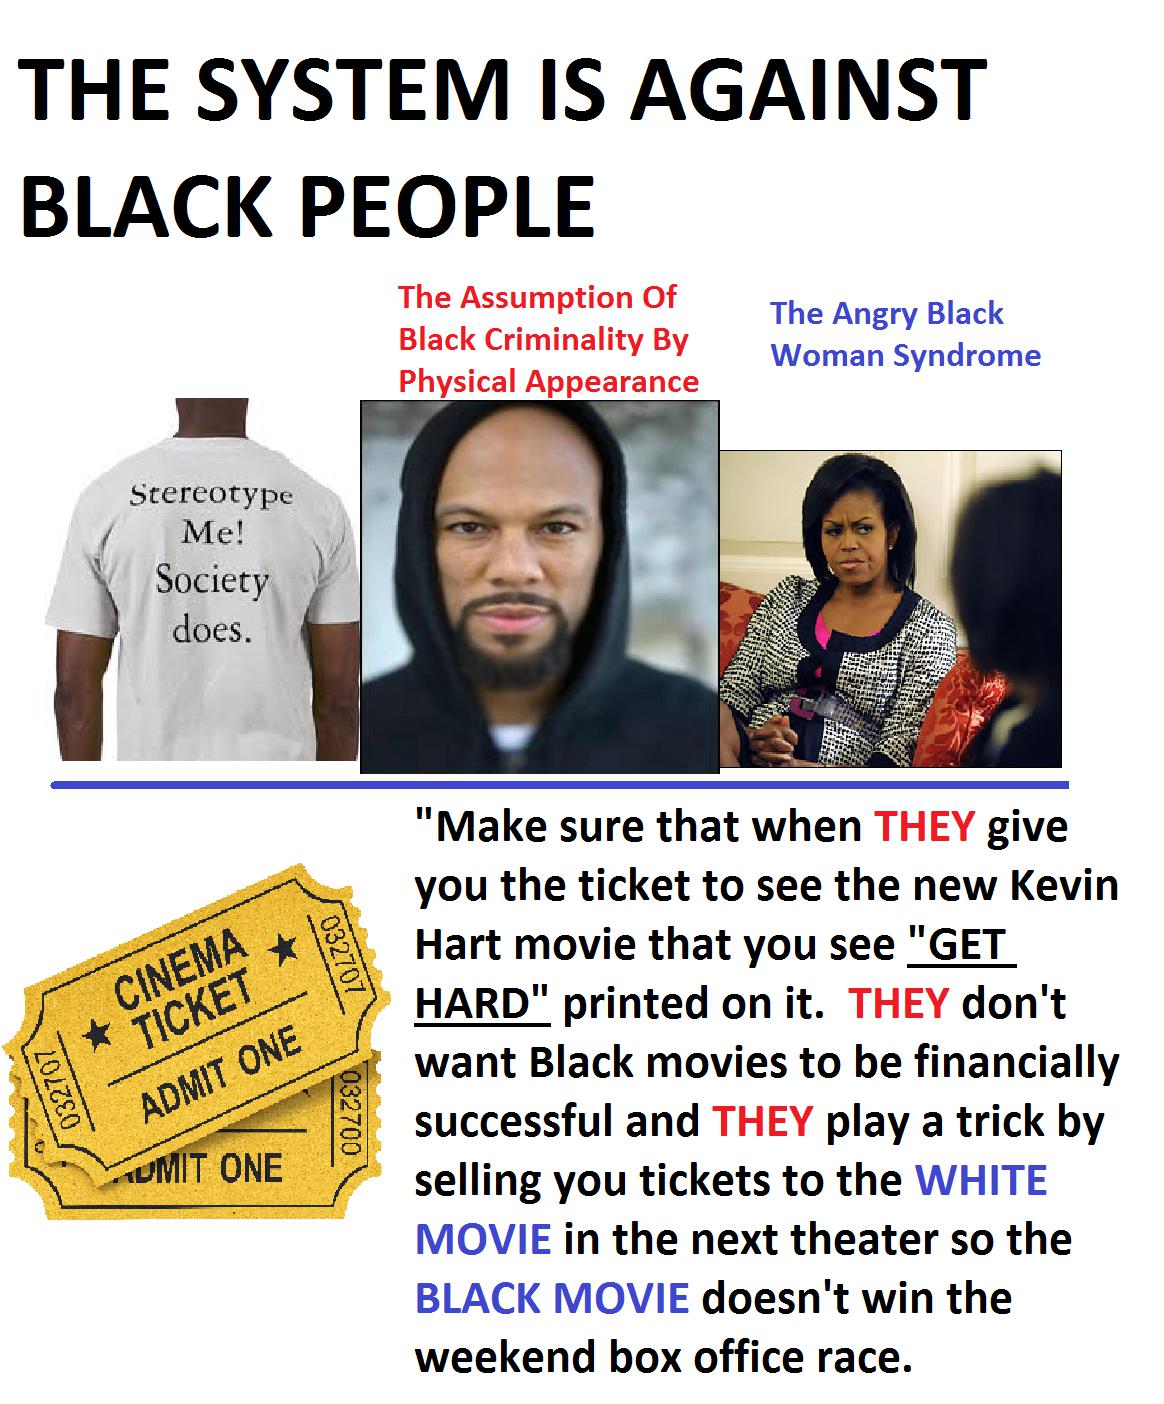 THE SYSTEM IS AGAINST
BLACK PEOPLE
The Assumption Of
Black Criminality By
Physical Appearance
The Angry Black
Woman Syndrome
Stereotype
Me!
Society
does.
"Make sure that when THEY give
you the ticket to see the new Kevin
Hart movie that you see "GET
HARD" printed on it. THEY don't
want Black movies to be financially
successful and THEY play a trick by
selling you tickets to the WHITE
MOVIE in the next theater so the
BLACK MOVIE doesn't win the
weekend box office race.
032707
CINEMA
TICKET
ADMIT ONE
032707
032700
ADMIT ONE